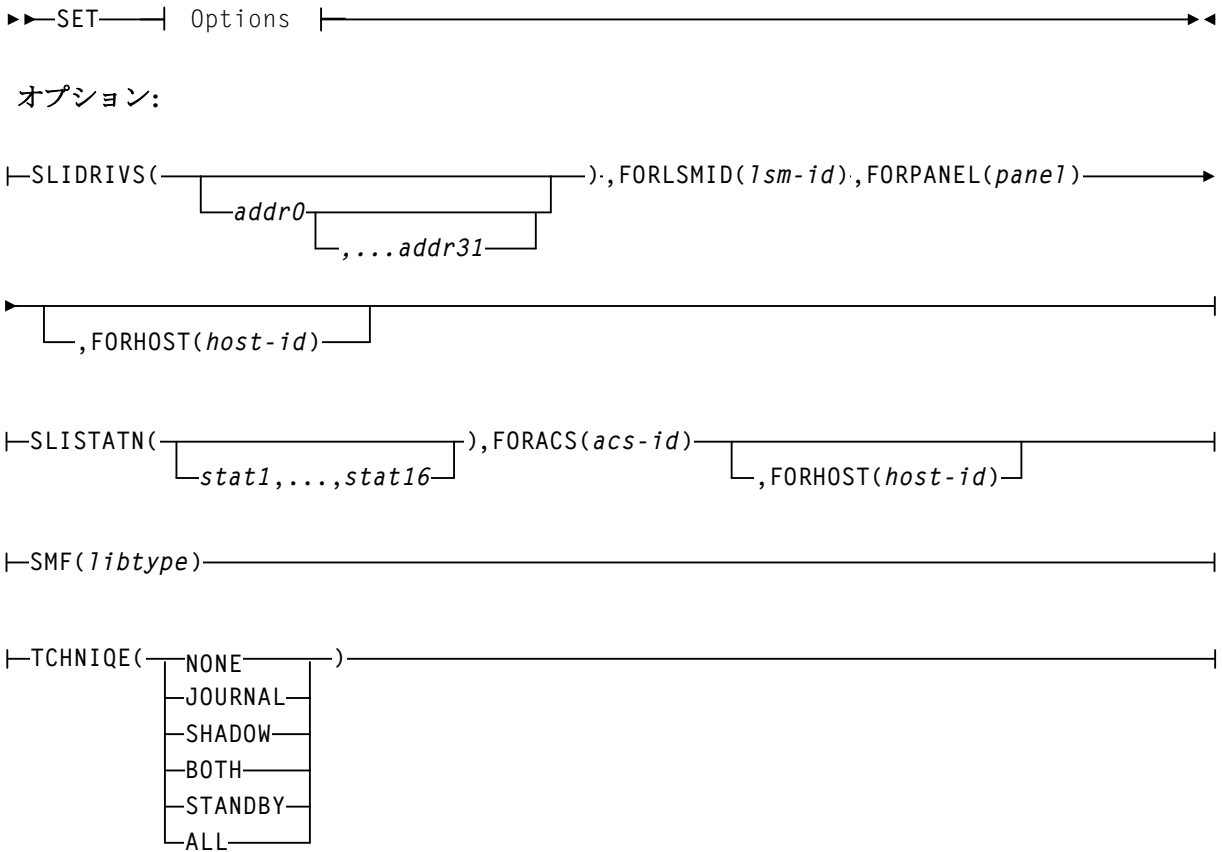 SET Options
オプション:
SLIDRIVS( ),FORLSMID(lsm-id),FORPANEL(panel)
addr0
,...addr31
,FORHOST(host-id)
SLISTATN( ),FORACS(acs-id)
stat1,...,stat16 ,FORHOST(host-id)
SMF(libtype)
TCHNIQE( NONE )
JOURNAL
SHADOW
BOTH
STANDBY
ALL